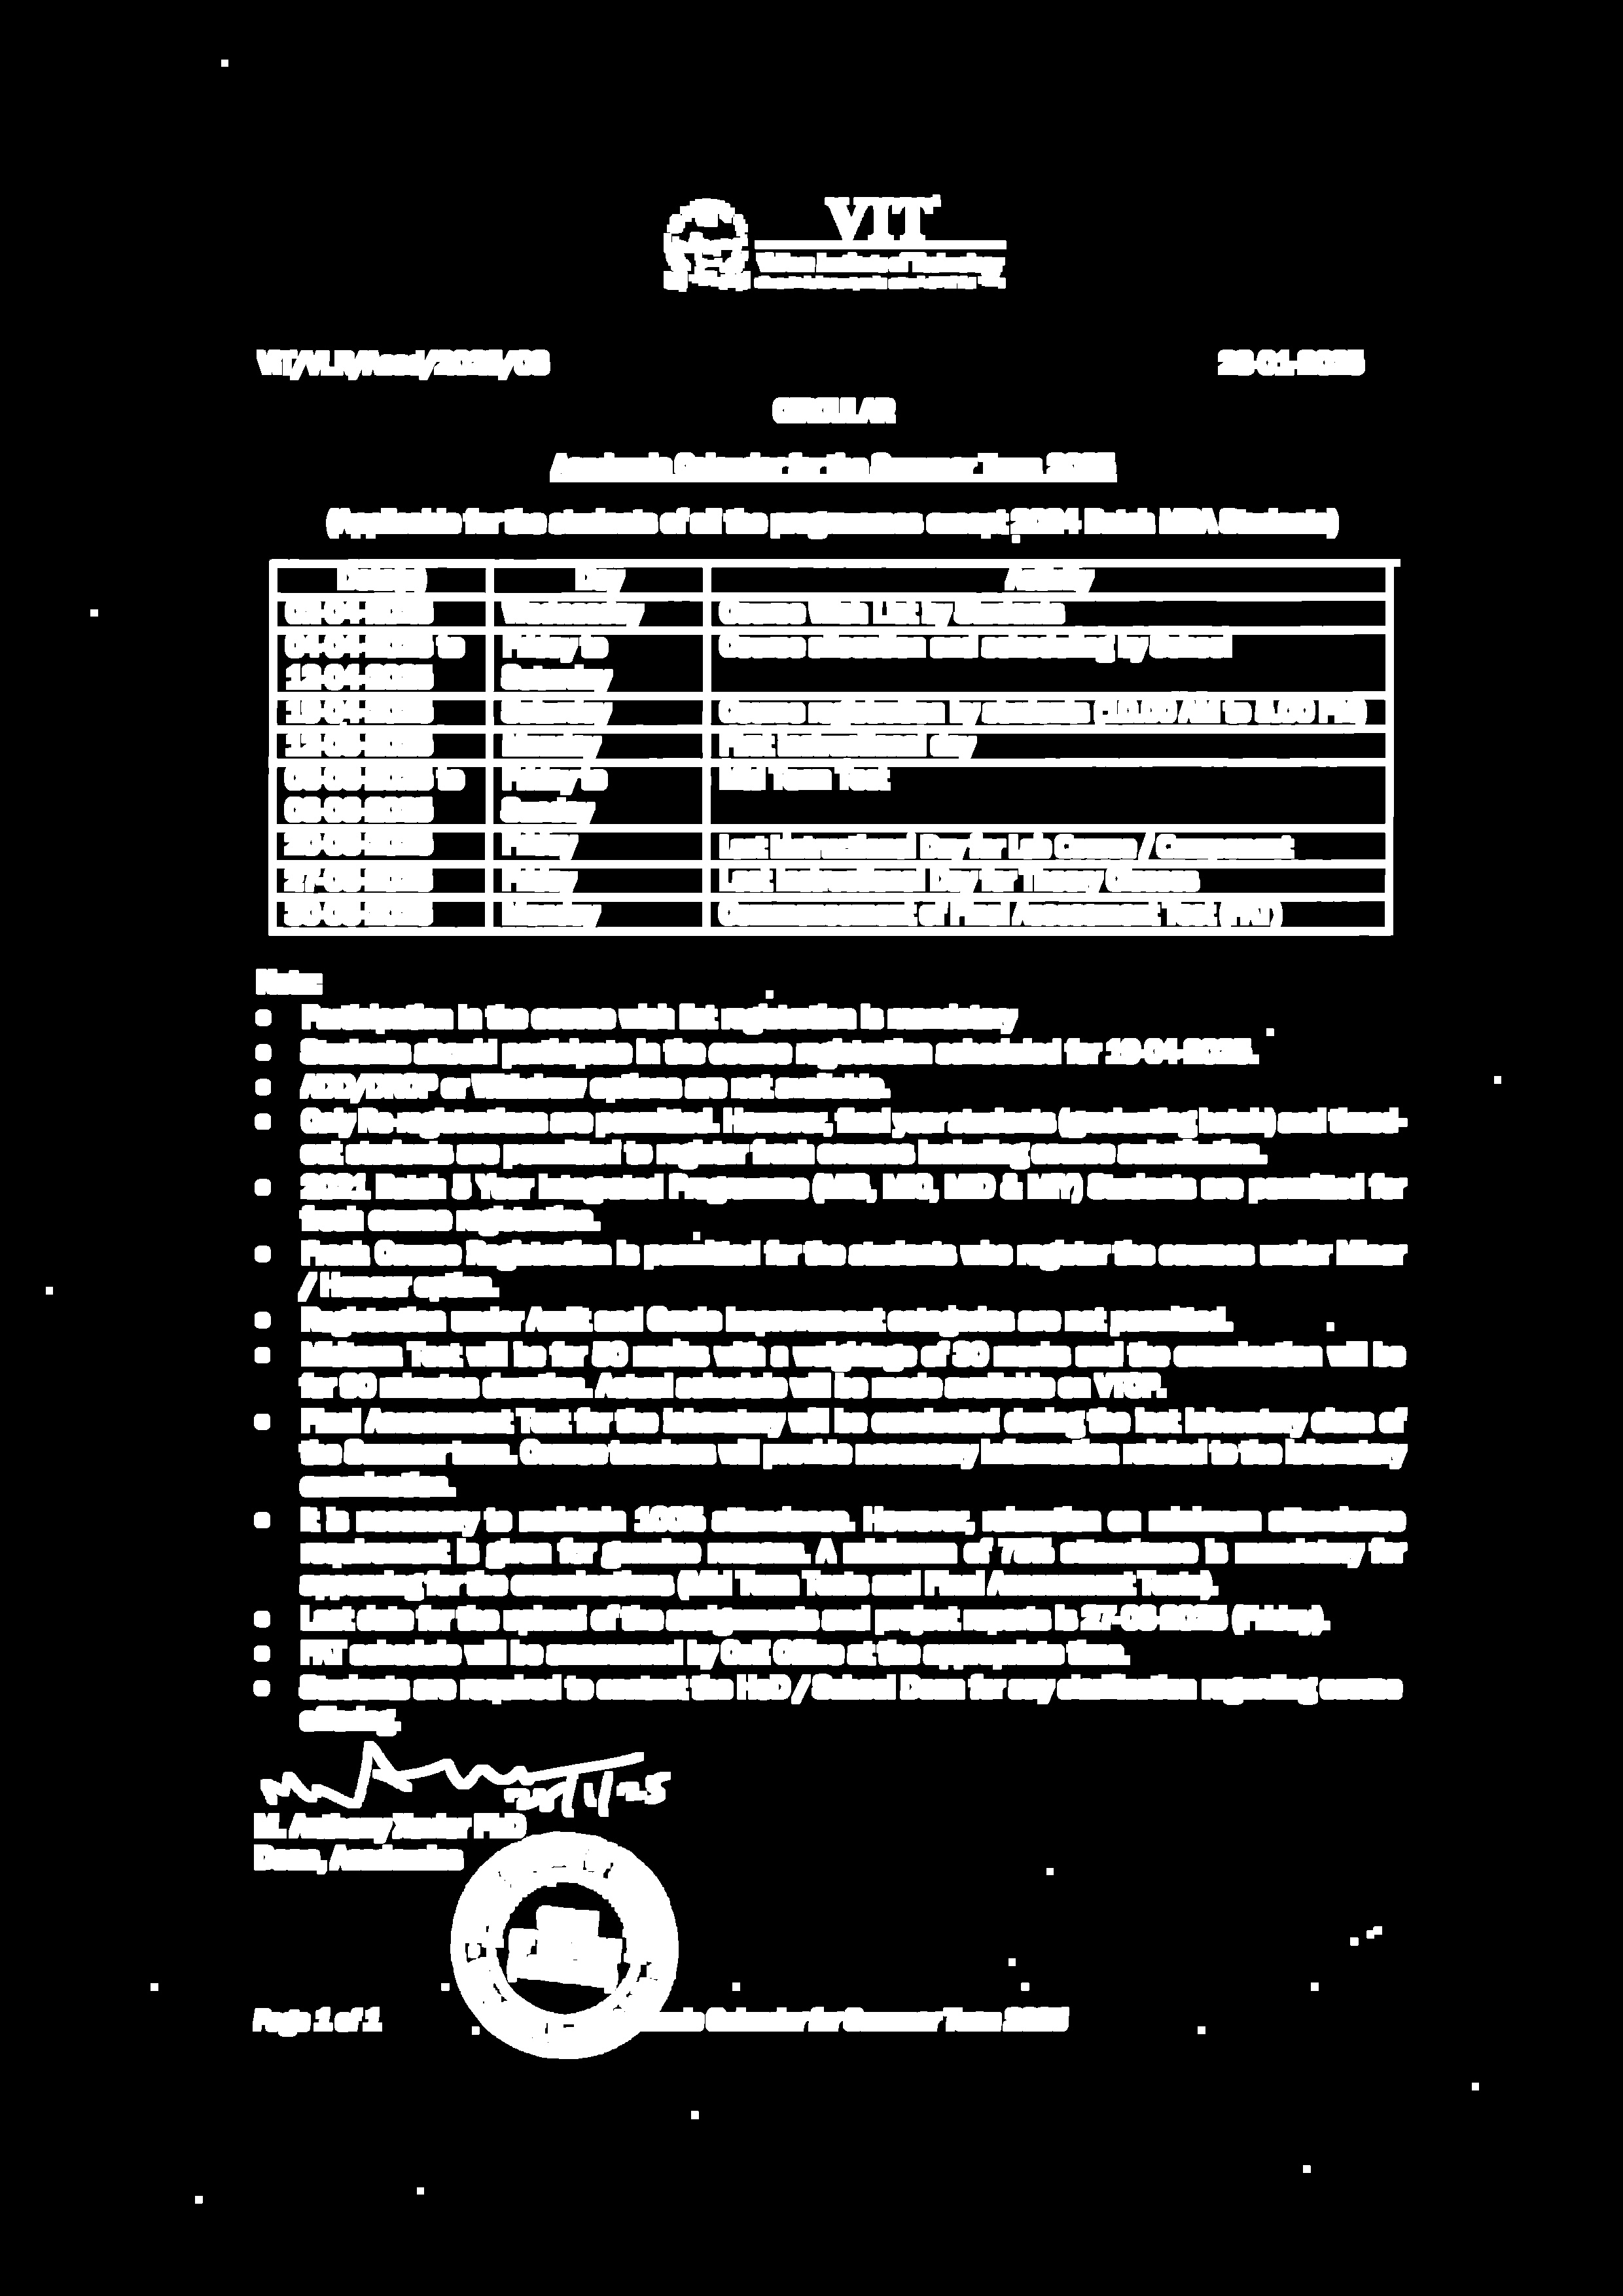 VIT
Vellore Institute of Technology
VIT/VLR/Acad/2025/03
-01-2025
CIRCULAR
Academic Calendar for the Summer Term 2025
(Applicable for the students of all the programmes except 2024 Batch MBA Students)
Date(s) Day Activity
Wednesday Course Wish List by Students
04-04-2025 to Friday to Course allocation and scheduling by School
12-04-2025 Saturday
19-04-2025 Saturday Course registration by students (10.00 AM to 5.00 PM)
12-05-2025 Monday First Instructional day
06-06-2025 to Friday to Mid Term Test
08-06-2025 Sunday
20-06-2025 Friday Last Instructional Day for Lab Course / Component
27-06-2025 Friday Last Instructional Day for Theory Classes
30-06-2025 Monday Commencement of Final Assessment Test (FAT)
Note:
● Participation in the course wish list registration is mandatory
● Students should participate in the course registration scheduled for 19-04-2025.
● ADD/DROP or Withdraw options are not available.
● Only Re-registrations are permitted. However, final year students (graduating batch) and timed-
out students are permitted to register fresh courses including course substitution.
● 2021 Batch 5 Year Integrated Programme (MIS, MIC, MID & MIY) Students are permitted for
fresh course registration.
● Fresh Course Registration is permitted for the students who register the courses under Minor
/ Honour option.
● Registration under Audit and Grade Improvement categories are not permitted.
● Midterm Test will be for 50 marks with a weightage of 30 marks and the examination will be
for 90 minutes duration. Actual schedule will be made available on VTOP.
● Final Assessment Test for the laboratory will be conducted during the last laboratory class of
the Summer term. Course teachers will provide necessary information related to the laboratory
examination.
● It is necessary to maintain 100% attendance. However, relaxation on minimum attendance
requirement is given for genuine reasons. A minimum of 75% attendance is mandatory for
appearing for the examinations (Mid Term Tests and Final Assessment Tests).
● Last date for the upload of the assignments and project reports is 27-06-2025 (Friday).
● FAT schedule will be announced by CoE Office at the appropriate time.
● Students are required to contact the HoD / School Dean for any clarification regarding course
offering.
/1/25
M. Anthony Xavior PhD
Dean, Academics
Page 1 of 1 Calendar for Summer Term 2025